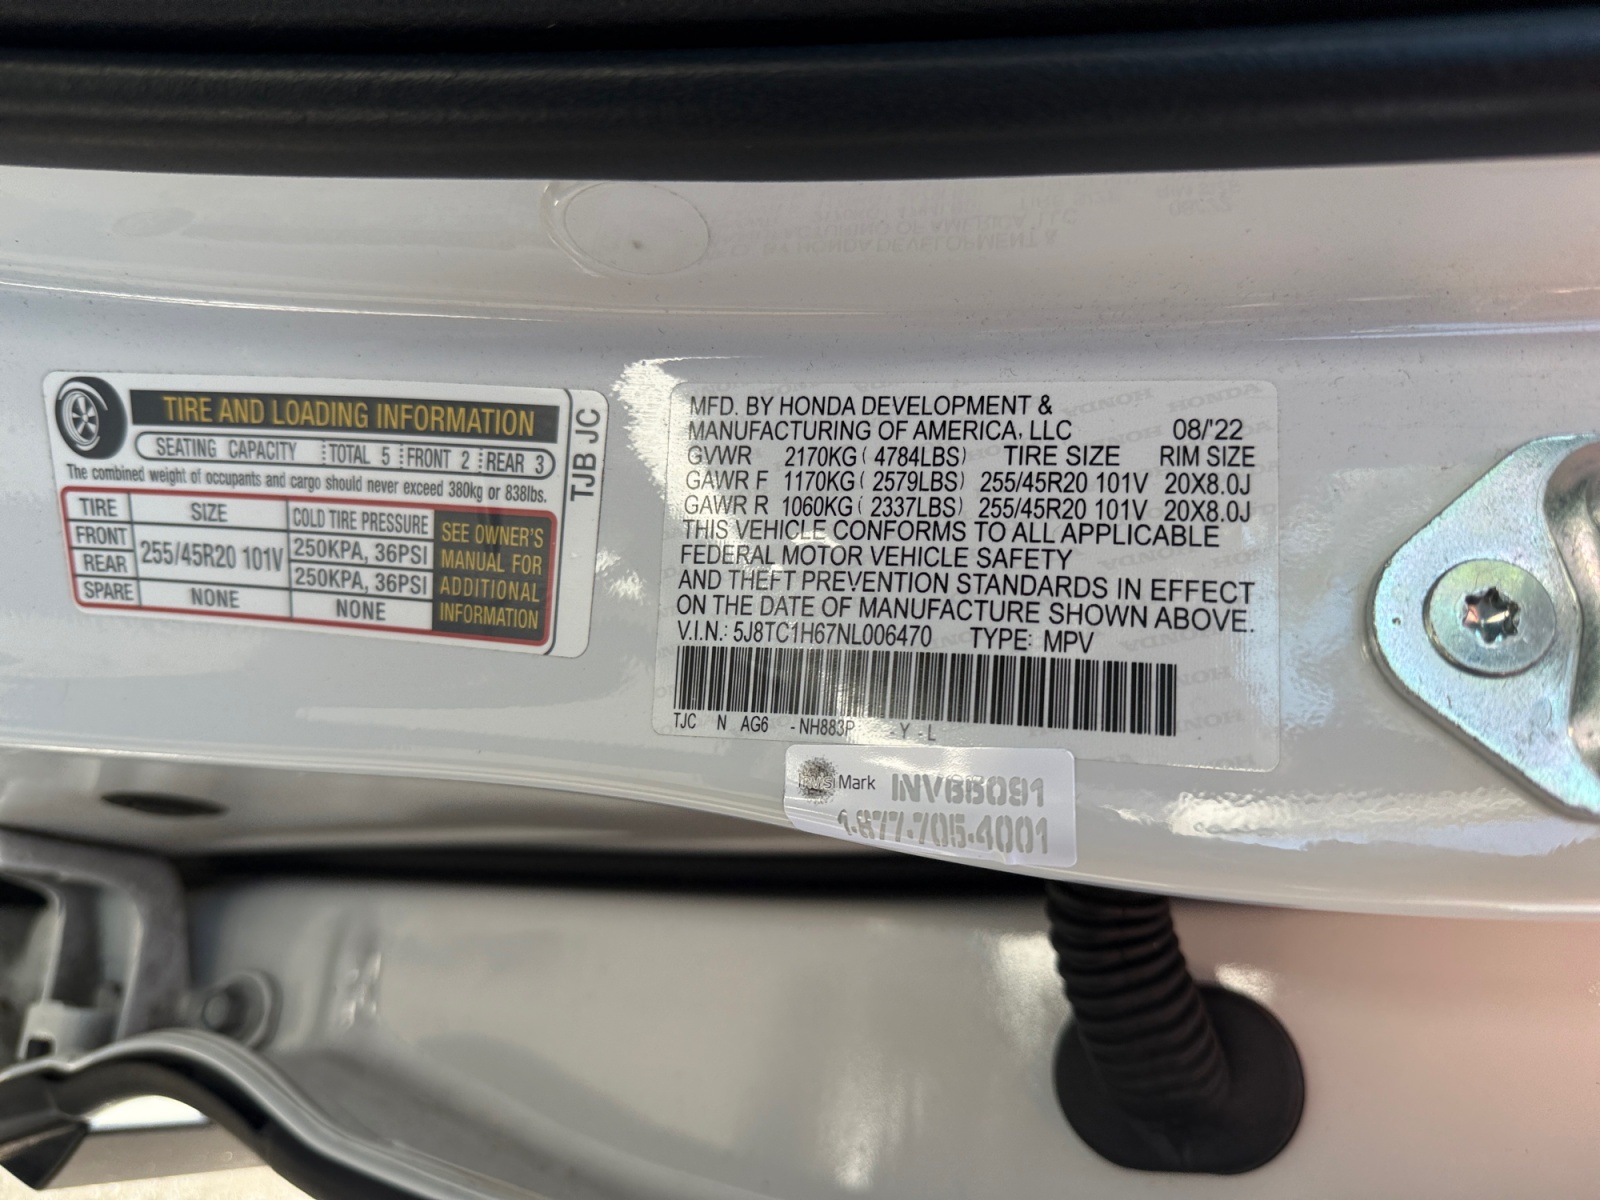 TIRE AND LOADING INFORMATION
SEATING CAPACITY TOTAL 5 FRONT 2 REAR 3
The combined weight of occupants and cargo should never exceed 380kg or 838lbs.
TIRE SIZE COLD TIRE PRESSURE
FRONT 255/45R20 101V 250KPA, 36PSI
REAR 250KPA, 36PSI
SPARE NONE NONE
SEE OWNER'S
MANUAL FOR
ADDITIONAL
INFORMATION
TJB JC
MFD. BY HONDA DEVELOPMENT &
MANUFACTURING OF AMERICA, LLC 08/'22
GVWR 2170KG ( 4784LBS) TIRE SIZE RIM SIZE
GAWR F 1170KG ( 2579LBS) 255/45R20 101V 20X8.0J
GAWR R 1060KG ( 2337LBS) 255/45R20 101V 20X8.0J
THIS VEHICLE CONFORMS TO ALL APPLICABLE
FEDERAL MOTOR VEHICLE SAFETY
AND THEFT PREVENTION STANDARDS IN EFFECT
ON THE DATE OF MANUFACTURE SHOWN ABOVE.
V.I.N.: 5J8TC1H67NL006470 TYPE: MPV
TJC N AG6 -NH883P -Y -L
Mark INV66091
1-877-705-4001